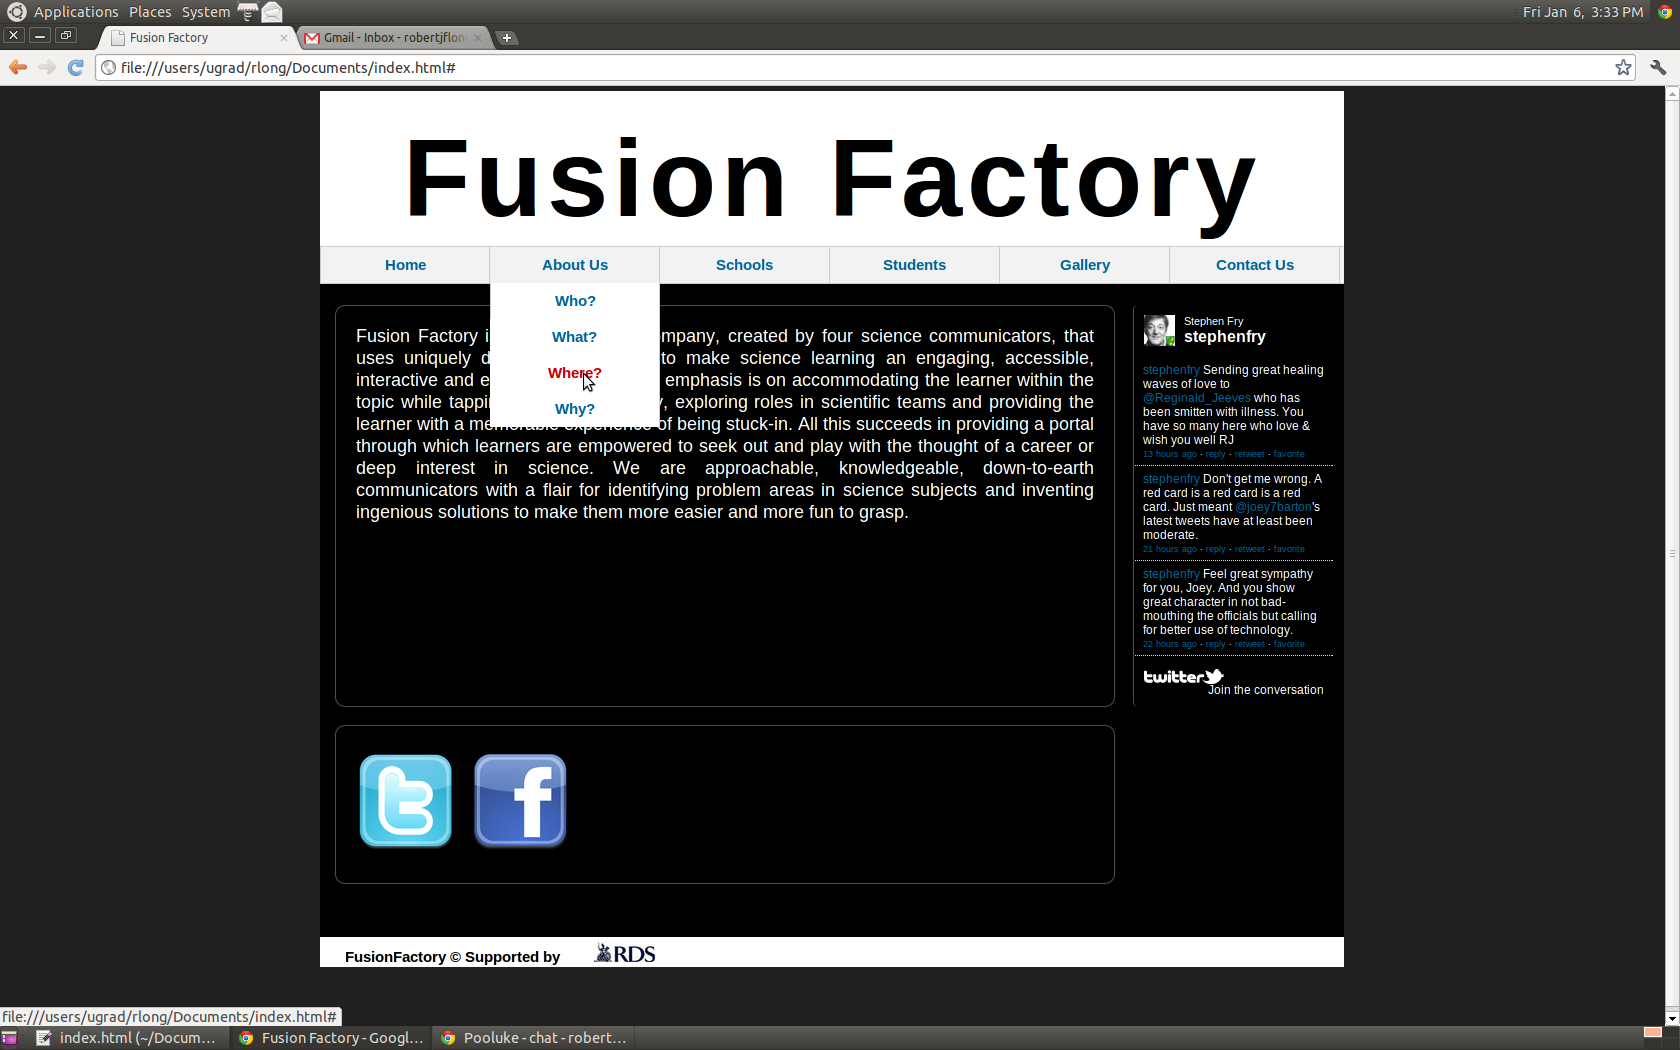 Applications Places System
Fri Jan 6, 3:33 PM
Fusion Factory
Gmail - Inbox - robertjflon
file:///users/ugrad/rlong/Documents/index.html#
Fusion Factory
Home About Us Schools Students Gallery Contact Us
Who?
What?
Where?
Why?
Fusion Factory mpany, created by four science communicators, that
uses uniquely to make science learning an engaging, accessible,
interactive and emphasis is on accommodating the learner within the
topic while , exploring roles in scientific teams and providing the
learner with a memorable experience of being stuck-in. All this succeeds in providing a portal
through which learners are empowered to seek out and play with the thought of a career or
deep interest in science. We are approachable, knowledgeable, down-to-earth
communicators with a flair for identifying problem areas in science subjects and inventing
ingenious solutions to make them more easier and more fun to grasp.
Stephen Fry
stephenfry
stephenfry Sending great healing
waves of love to
@Reginald_Jeeves who has
been smitten with illness. You
have so many here who love &
wish you well RJ
13 hours ago · reply · retweet · favorite
stephenfry Don't get me wrong. A
red card is a red card is a red
card. Just meant @joey7barton's
latest tweets have at least been
moderate.
21 hours ago · reply · retweet · favorite
stephenfry Feel great sympathy
for you, Joey. And you show
great character in not bad-
mouthing the officials but calling
for better use of technology.
22 hours ago · reply · retweet · favorite
twitter
Join the conversation
t f
FusionFactory © Supported by RDS
file:///users/ugrad/rlong/Documents/index.html#
index.html (~/Docum... Fusion Factory - Googl... Pooluke - chat - robert...